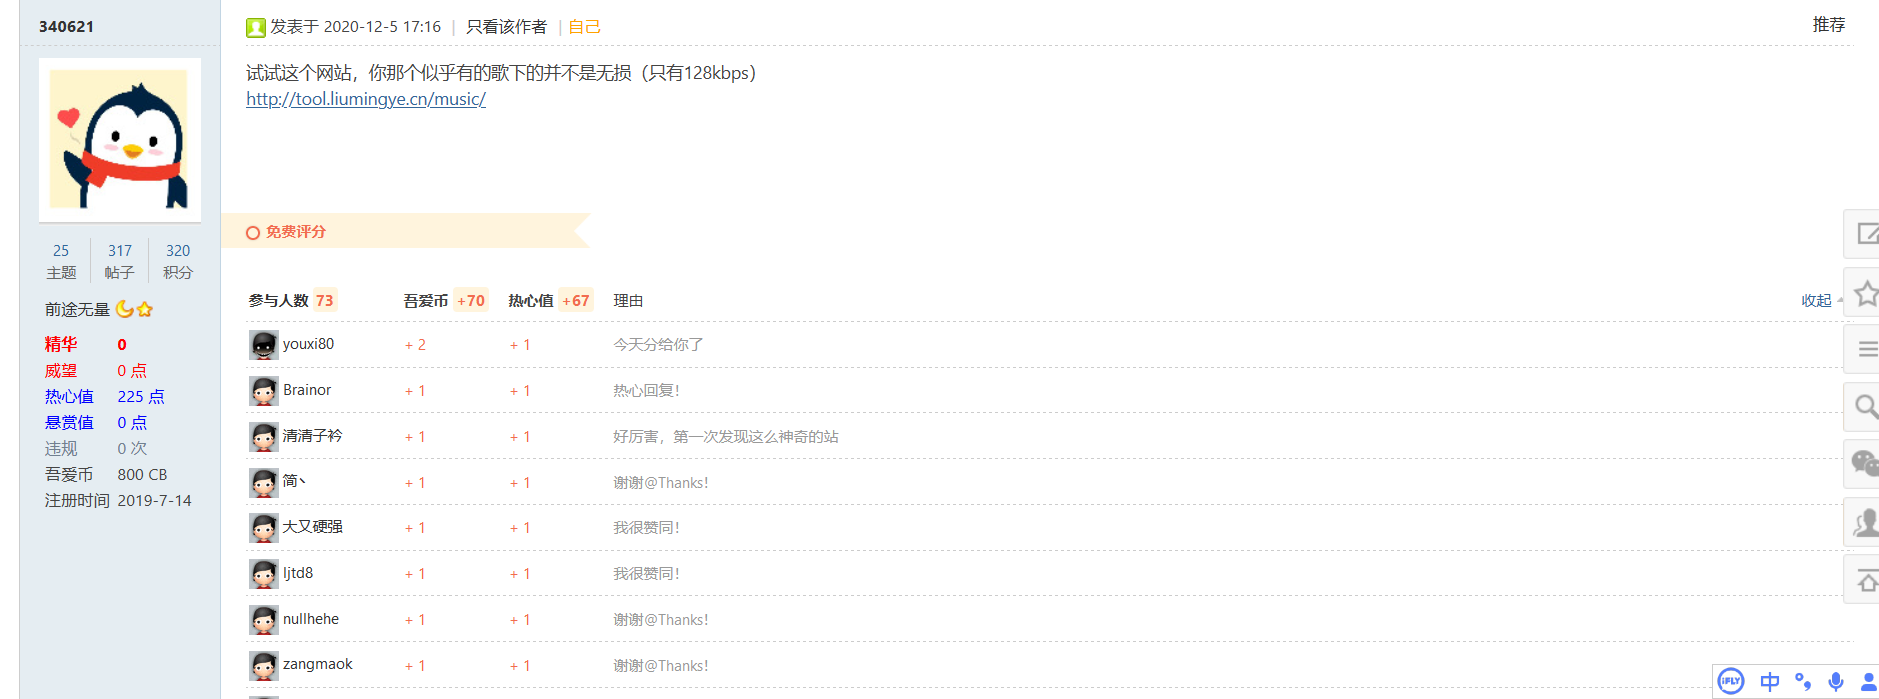 340621
发表于 2020-12-5 17:16 | 只看该作者 | 自己
推荐
试试这个网站，你那个似乎有的歌下的并不是无损（只有128kbps）
http://tool.liumingye.cn/music/
25 317 320
主题 帖子 积分
前途无量
精华 0
威望 0 点
热心值 225 点
悬赏值 0 点
违规 0 次
吾爱币 800 CB
注册时间 2019-7-14
免费评分
参与人数 73 吾爱币 +70 热心值 +67 理由
收起
youxi80 + 2 + 1 今天分给你了
Brainor + 1 + 1 热心回复！
清清子衿 + 1 + 1 好厉害，第一次发现这么神奇的站
简丶 + 1 + 1 谢谢@Thanks！
大又硬强 + 1 + 1 我很赞同！
ljtd8 + 1 + 1 我很赞同！
nullhehe + 1 + 1 谢谢@Thanks！
zangmaok + 1 + 1 谢谢@Thanks！
iFLY 中